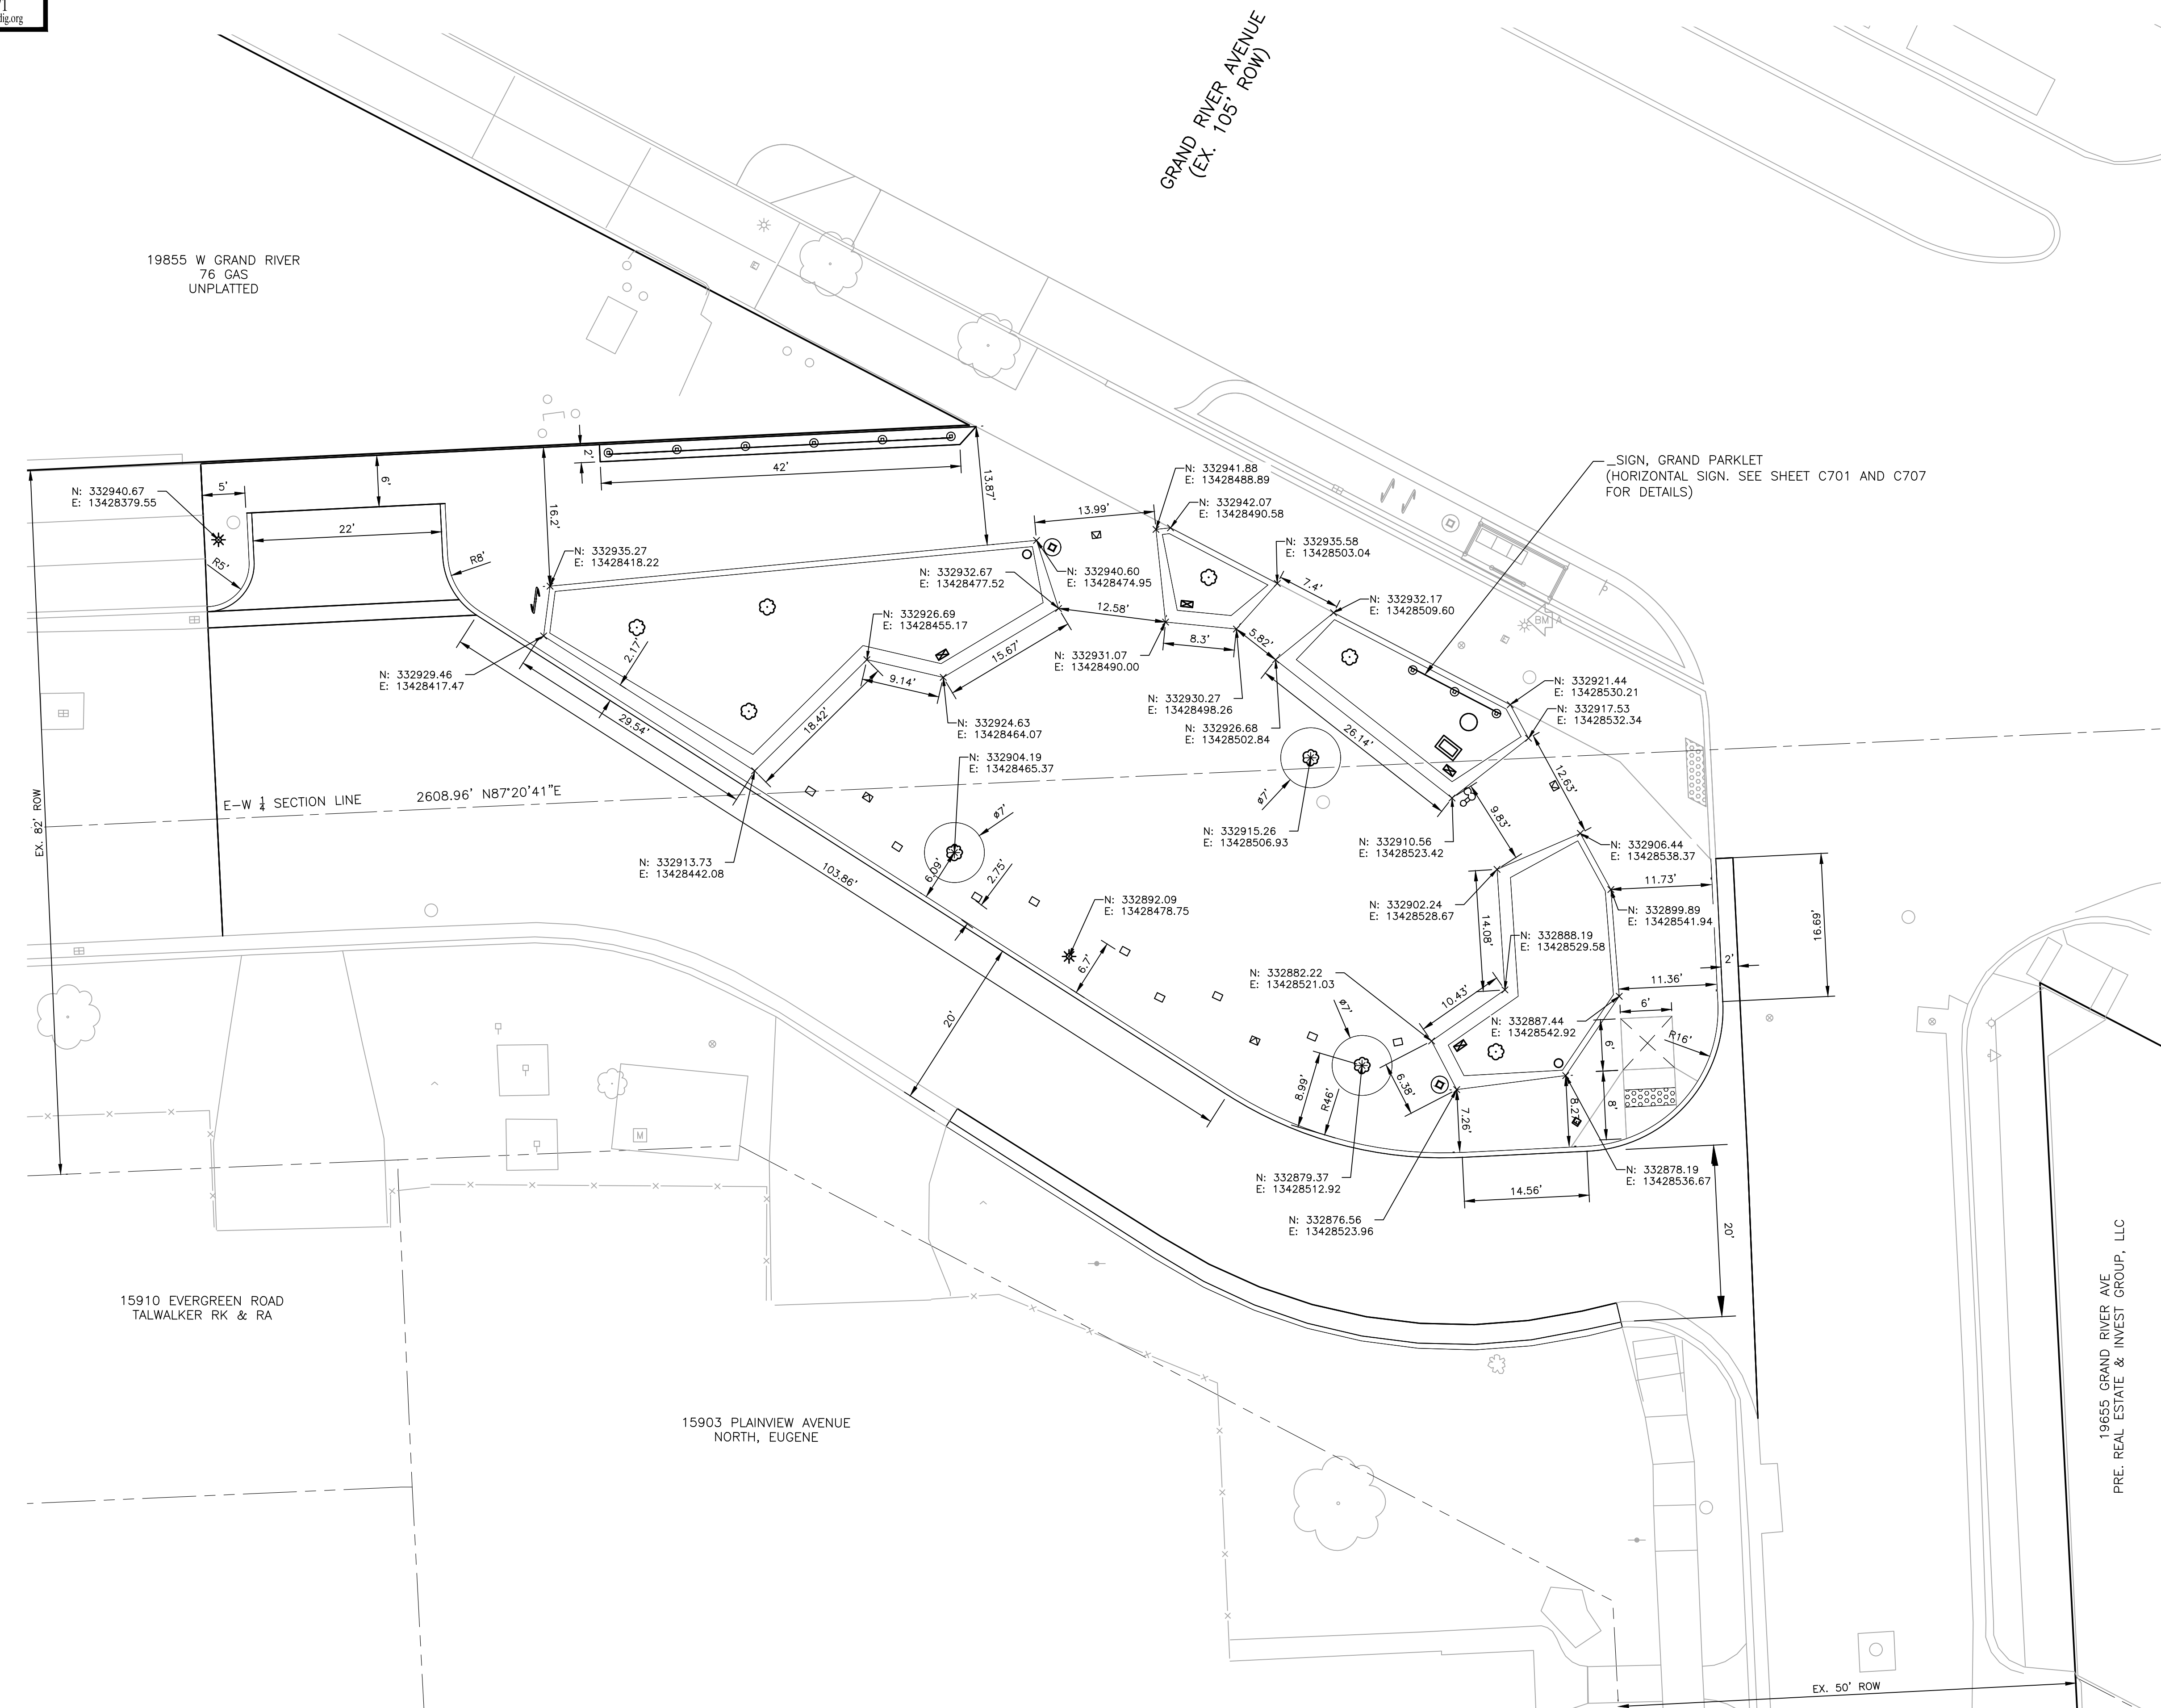 dig.org
GRAND RIVER AVENUE
(EX. 105' ROW)
19855 W GRAND RIVER
76 GAS
UNPLATTED
_SIGN, GRAND PARKLET
(HORIZONTAL SIGN. SEE SHEET C701 AND C707
FOR DETAILS)
N: 332940.67
E: 13428379.55
5'
6'
22'
R5'
R8'
2'
42'
16.2'
13.87'
13.99'
N: 332941.88
E: 13428488.89
N: 332942.07
E: 13428490.58
N: 332935.27
E: 13428418.22
N: 332935.58
E: 13428503.04
N: 332940.60
E: 13428474.95
N: 332932.67
E: 13428477.52
7.4'
N: 332932.17
E: 13428509.60
12.58'
N: 332926.69
E: 13428455.17
8.3'
5.82'
15.67'
2.17'
N: 332931.07
E: 13428490.00
N: 332929.46
E: 13428417.47
9.14'
18.42'
N: 332930.27
E: 13428498.26
N: 332921.44
E: 13428530.21
N: 332917.53
E: 13428532.34
29.54'
N: 332924.63
E: 13428464.07
N: 332926.68
E: 13428502.84
26.14'
BM A
N: 332904.19
E: 13428465.37
12.63'
E-W 1/4 SECTION LINE
2608.96' N87°20'41"E
EX. 82' ROW
ø7'
ø7'
9.83'
N: 332915.26
E: 13428506.93
N: 332910.56
E: 13428523.42
N: 332906.44
E: 13428538.37
N: 332913.73
E: 13428442.08
103.86'
6.09'
2.75'
11.73'
N: 332892.09
E: 13428478.75
N: 332902.24
E: 13428528.67
N: 332899.89
E: 13428541.94
16.69'
14.08'
N: 332888.19
E: 13428529.58
6.7'
2'
N: 332882.22
E: 13428521.03
11.36'
10.43'
6'
ø7'
N: 332887.44
E: 13428542.92
20'
R16'
6'
8.99'
R46'
6.38'
7.26'
8.27'
8'
M
N: 332879.37
E: 13428512.92
N: 332878.19
E: 13428536.67
14.56'
N: 332876.56
E: 13428523.96
20'
15910 EVERGREEN ROAD
TALWALKER RK & RA
15903 PLAINVIEW AVENUE
NORTH, EUGENE
19655 GRAND RIVER AVE
PRE. REAL ESTATE & INVEST GROUP, LLC
EX. 50' ROW